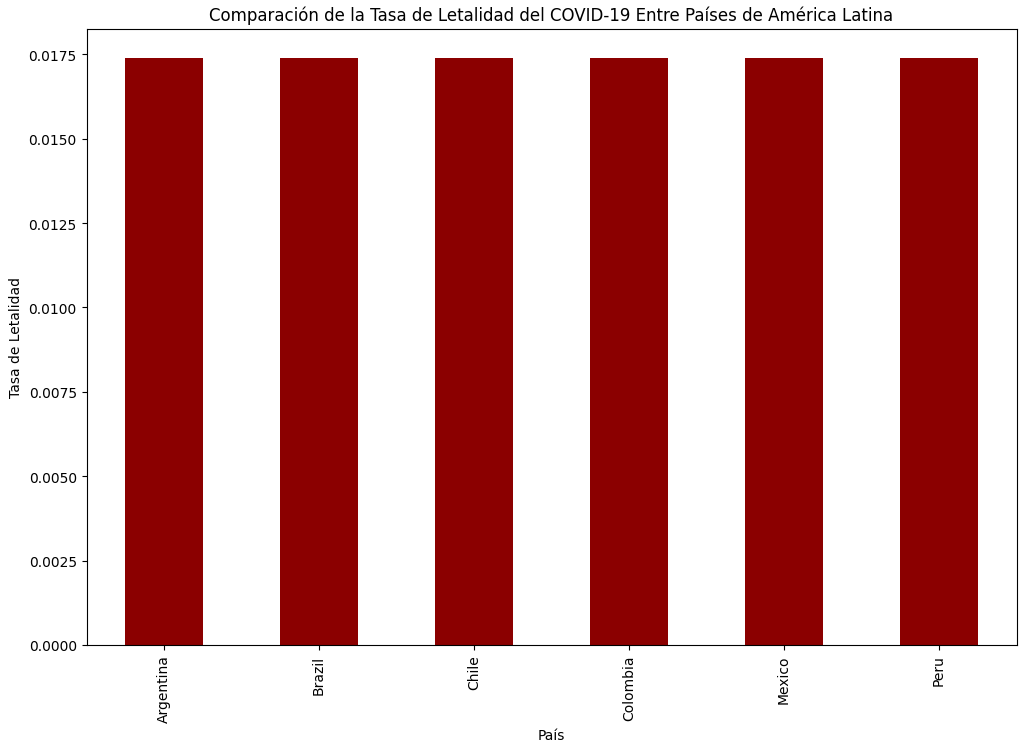 Comparación de la Tasa de Letalidad del COVID-19 Entre Países de América Latina
Tasa de Letalidad
0.0175
0.0150
0.0125
0.0100
0.0075
0.0050
0.0025
0.0000
Argentina
Brazil
Chile
Colombia
Mexico
Peru
País